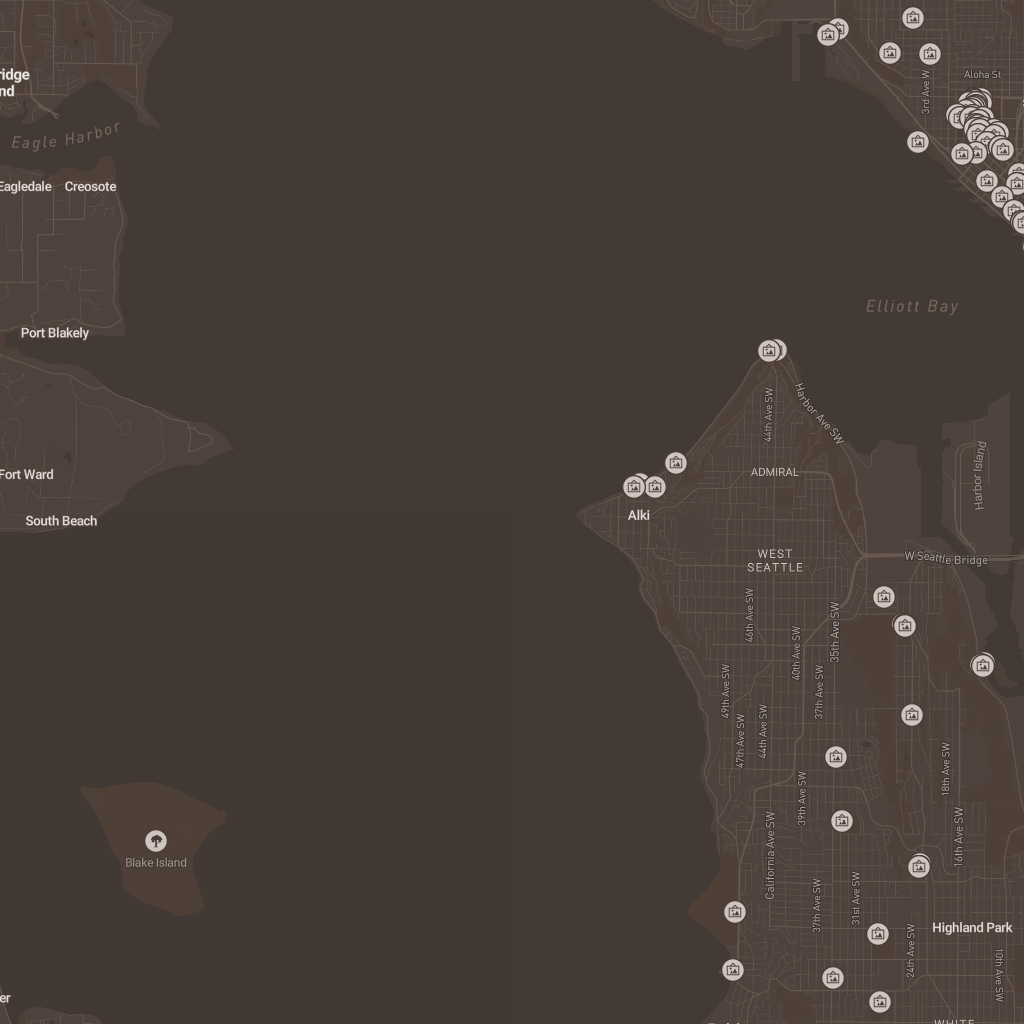 Aloha St
3rd Ave W
ridge
nd
Eagle Harbor
Eagledale
Creosote
Elliott Bay
Port Blakely
44th Ave SW
Harbor Ave SW
ADMIRAL
Harbor Island
Fort Ward
South Beach
Alki
WEST
SEATTLE
W Seattle Bridge
46th Ave SW
35th Ave SW
40th Ave SW
49th Ave SW
37th Ave SW
47th Ave SW
44th Ave SW
18th Ave SW
39th Ave SW
California Ave SW
16th Ave SW
Blake Island
37th Ave SW
31st Ave SW
24th Ave SW
Highland Park
10th Ave SW
er
WHITE